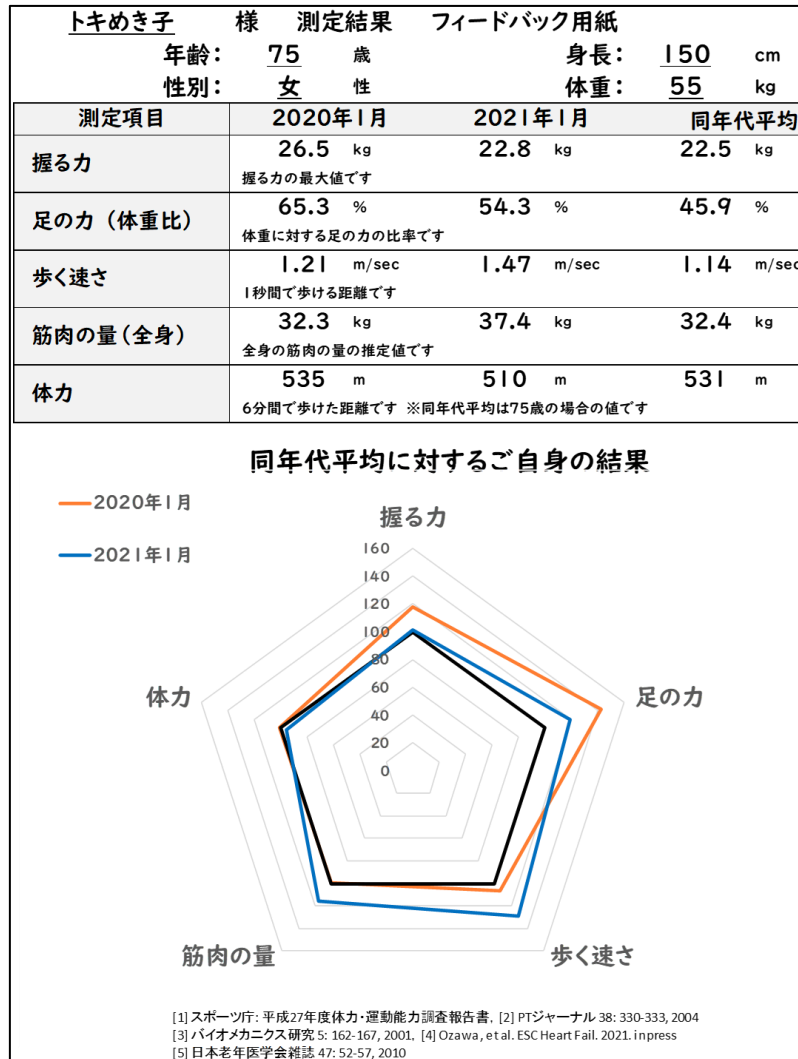 トキめき子 様 測定結果 フィードバック用紙
年齢: 75 歳 身長: 150 cm
性別: 女 性 体重: 55 kg
測定項目 2020年1月 2021年1月 同年代平均
握る力 26.5 kg 22.8 kg 22.5 kg
握る力の最大値です
足の力（体重比） 65.3 % 54.3 % 45.9 %
体重に対する足の力の比率です
歩く速さ 1.21 m/sec 1.47 m/sec 1.14 m/sec
1秒間で歩ける距離です
筋肉の量(全身) 32.3 kg 37.4 kg 32.4 kg
全身の筋肉の量の推定値です
体力 535 m 510 m 531 m
6分間で歩けた距離です ※同年代平均は75歳の場合の値です
同年代平均に対するご自身の結果
2020年1月
2021年1月
握る力
160
140
120
100
80
60
40
20
0
体力
足の力
筋肉の量
歩く速さ
[1] スポーツ庁: 平成27年度体力・運動能力調査報告書, [2] PTジャーナル 38: 330-333, 2004
[3] バイオメカニクス研究 5: 162-167, 2001, [4] Ozawa, et al. ESC Heart Fail. 2021. in press
[5] 日本老年医学会雑誌 47: 52-57, 2010